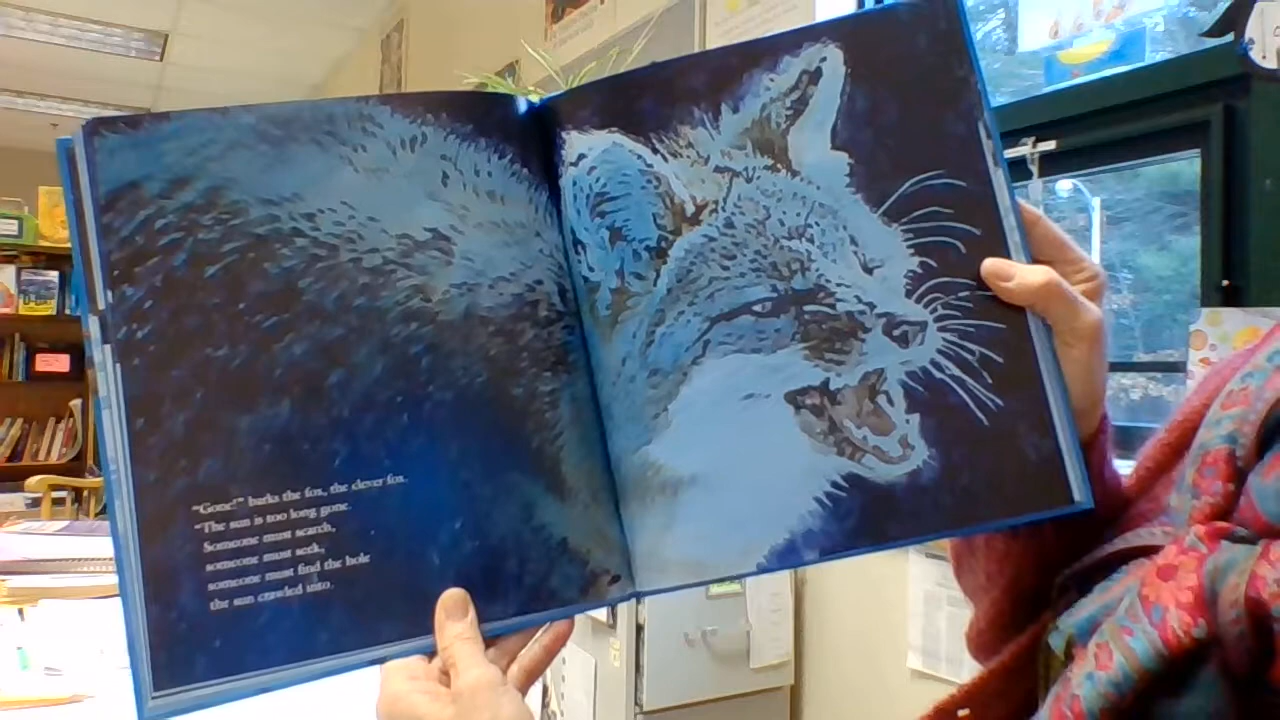 "Gone!" barks the fox, the clever fox.
"The sun is too long gone.
Someone must search,
someone must seek,
someone must find the hole
the sun crawled into.